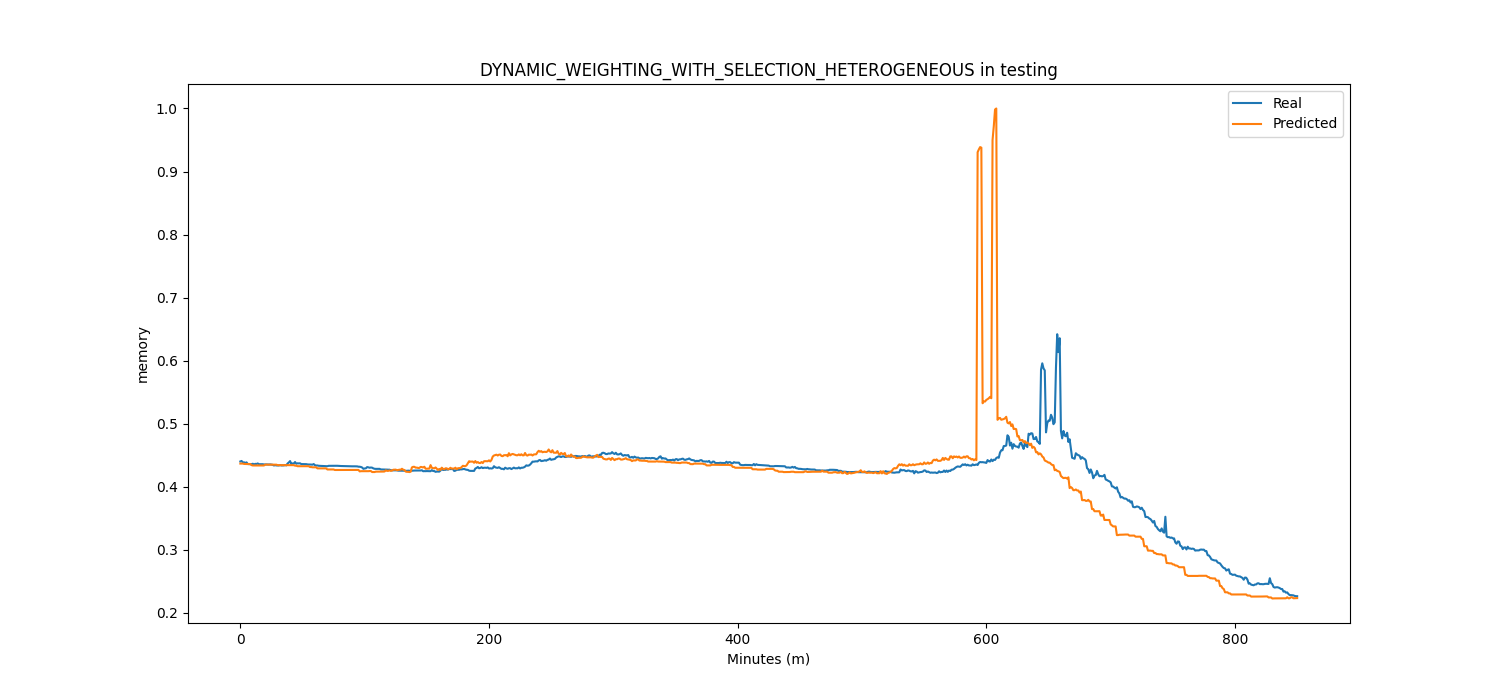 DYNAMIC_WEIGHTING_WITH_SELECTION_HETEROGENEOUS in testing
Real
Predicted
1.0
0.9
0.8
0.7
0.6
0.5
0.4
0.3
0.2
memory
0 200 400 600 800
Minutes (m)